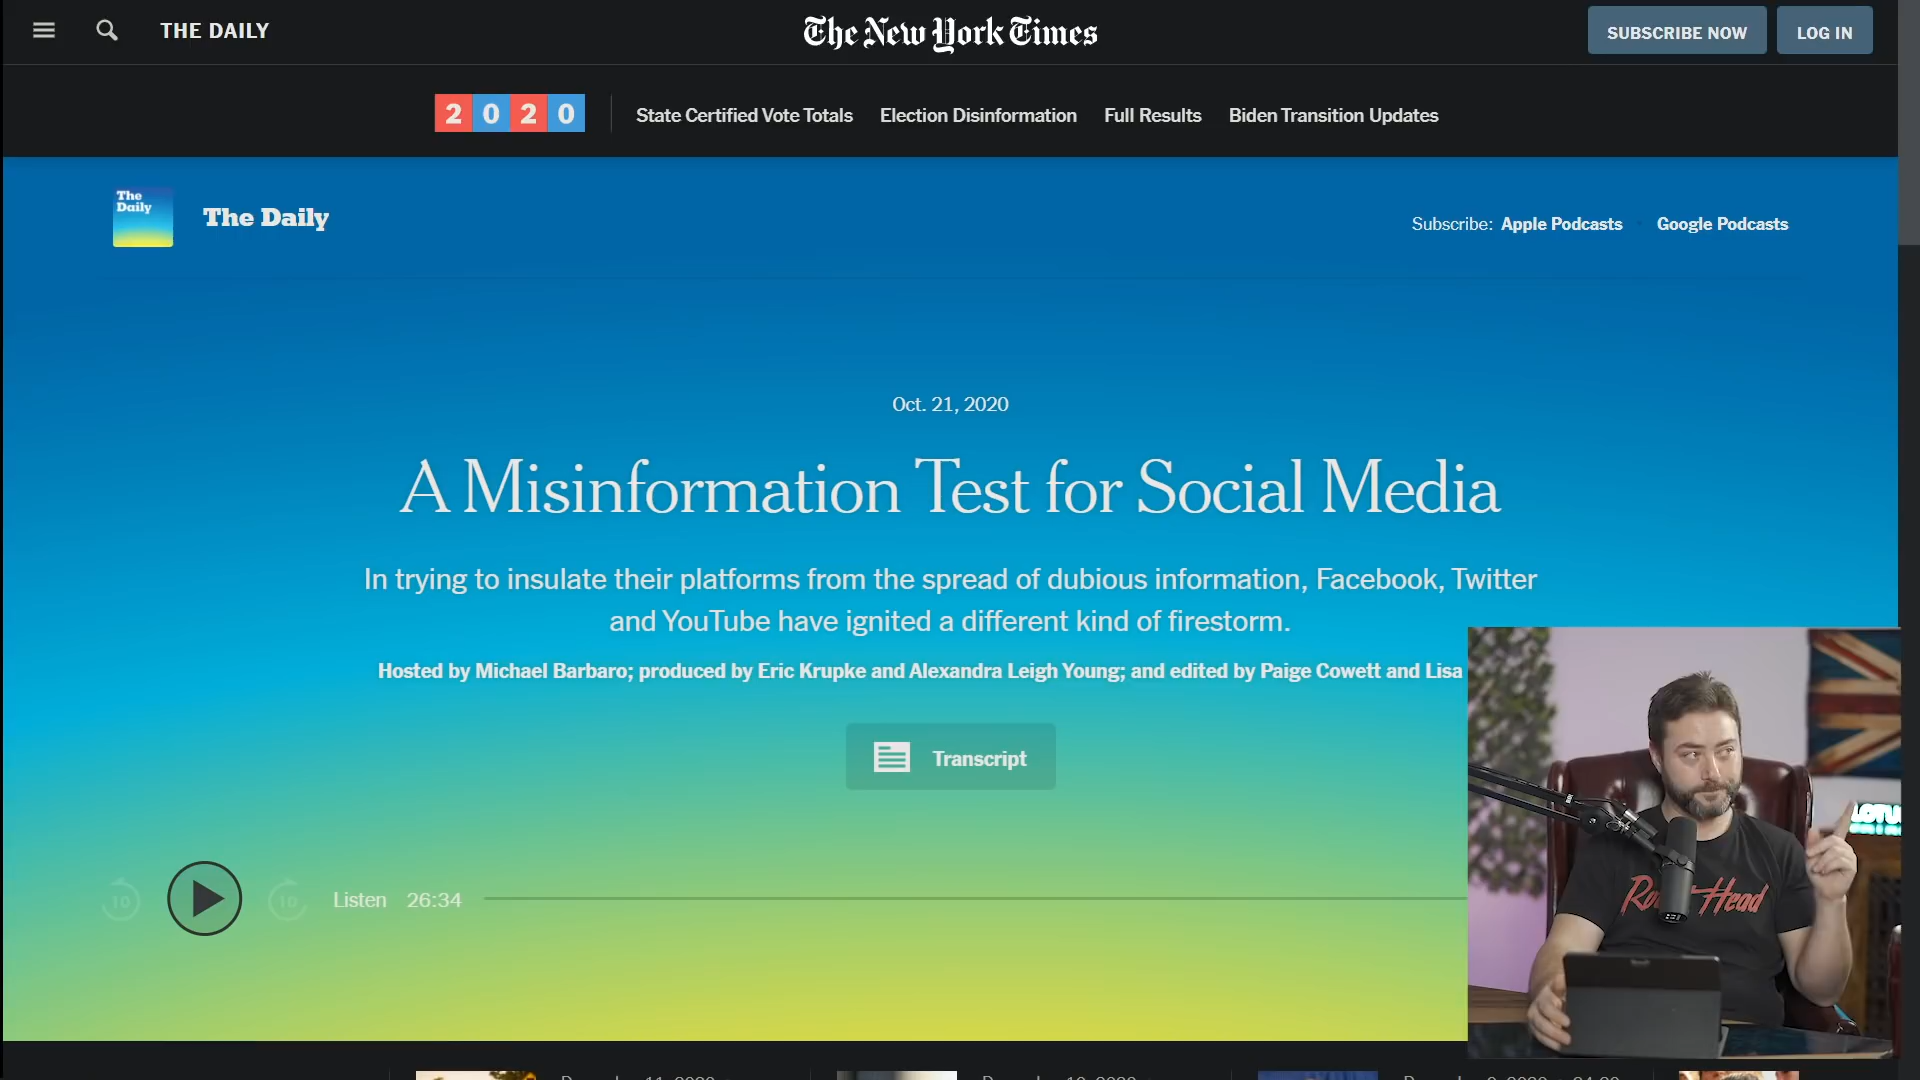 THE DAILY
The New York Times
SUBSCRIBE NOW
LOG IN
2020
State Certified Vote Totals
Election Disinformation
Full Results
Biden Transition Updates
The
Daily
The Daily
Subscribe: Apple Podcasts
Google Podcasts
Oct. 21, 2020
A Misinformation Test for Social Media
In trying to insulate their platforms from the spread of dubious information, Facebook, Twitter
and YouTube have ignited a different kind of firestorm.
Hosted by Michael Barbaro; produced by Eric Krupke and Alexandra Leigh Young; and edited by Paige Cowett and Lisa
Transcript
10
10
Listen 26:34
Head